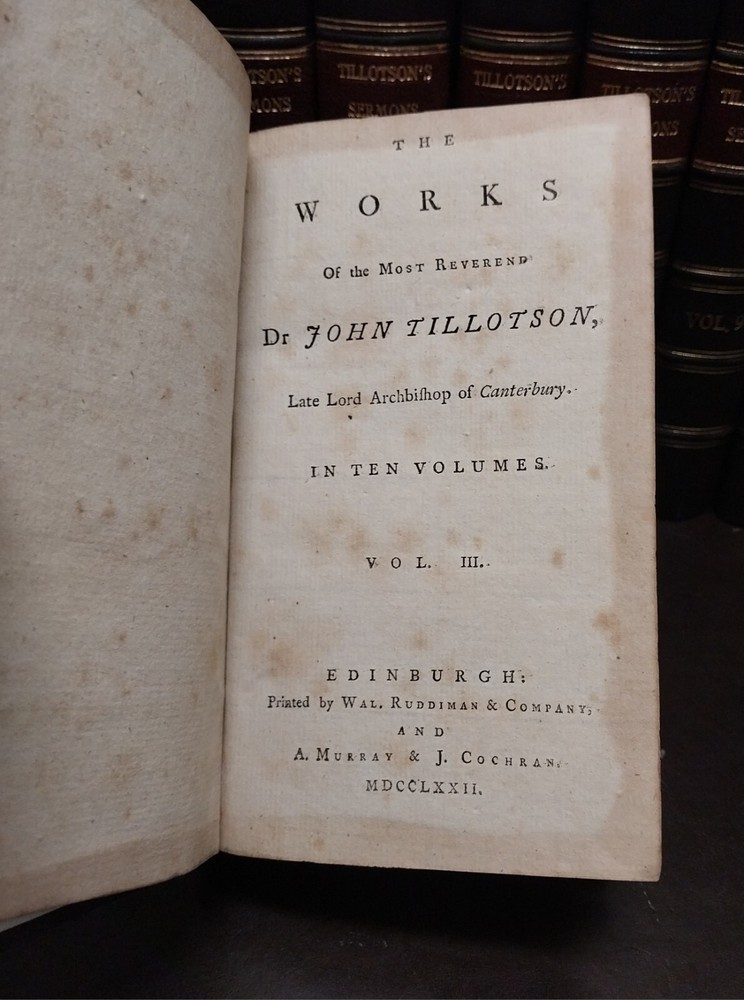 TILLOTSON'S
SERMONS
TILLOTSON'S
VOL.
THE
WORKS
Of the MOST REVEREND
Dr JOHN TILLOTSON,
Late Lord Archbiſhop of Canterbury.
IN TEN VOLUMES.
VOL. III.
EDINBURGH:
Printed by WAL. RUDDIMAN & COMPANY,
AND
A. MURRAY & J. COCHRAN.
MDCCLXXII.